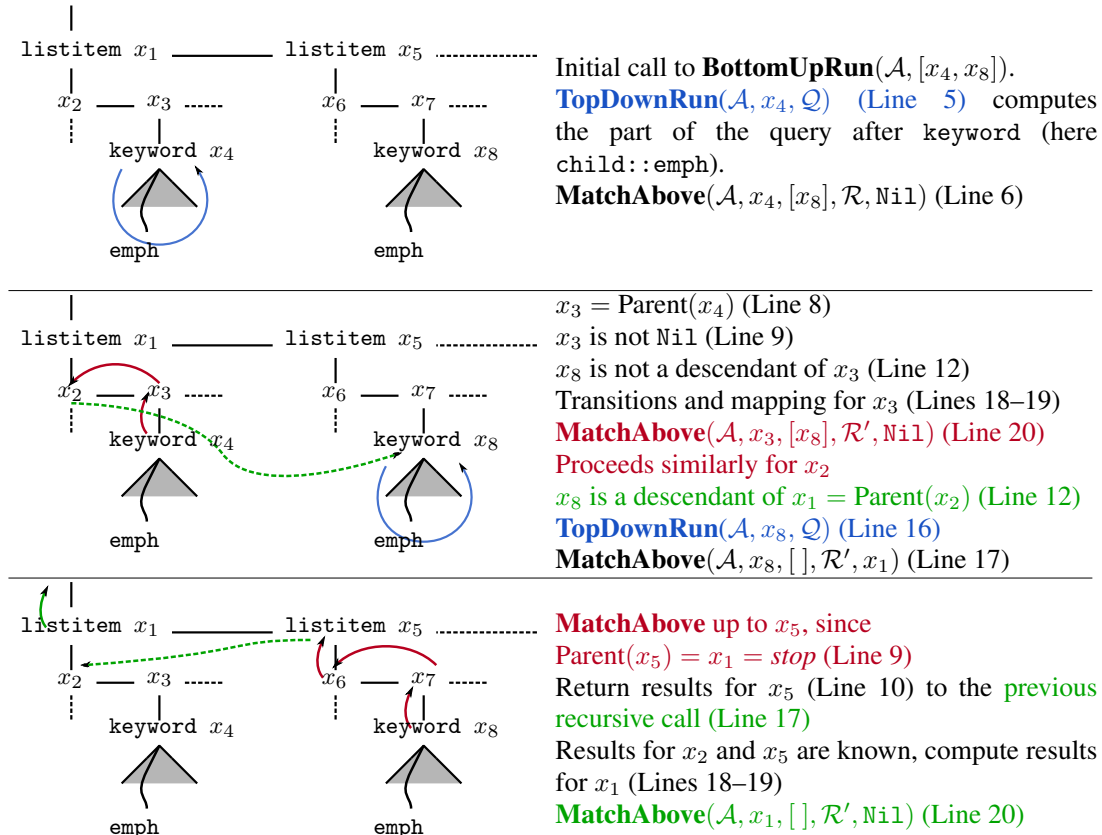 listitem x₁
listitem x₅
x₂ x₃
x₆ x₇
keyword x₄
keyword x₈
emph
emph
Initial call to BottomUpRun(𝒜, [x₄, x₈]).
TopDownRun(𝒜, x₄, 𝒬) (Line 5) computes
the part of the query after keyword (here
child::emph).
MatchAbove(𝒜, x₄, [x₈], ℛ, Nil) (Line 6)
listitem x₁
listitem x₅
x₂ x₃
x₆ x₇
keyword x₄
keyword x₈
emph
emph
x₃ = Parent(x₄) (Line 8)
x₃ is not Nil (Line 9)
x₈ is not a descendant of x₃ (Line 12)
Transitions and mapping for x₃ (Lines 18–19)
MatchAbove(𝒜, x₃, [x₈], ℛ′, Nil) (Line 20)
Proceeds similarly for x₂
x₈ is a descendant of x₁ = Parent(x₂) (Line 12)
TopDownRun(𝒜, x₈, 𝒬) (Line 16)
MatchAbove(𝒜, x₈, [ ], ℛ′, x₁) (Line 17)
listitem x₁
listitem x₅
x₂ x₃
x₆ x₇
keyword x₄
keyword x₈
emph
emph
MatchAbove up to x₅, since
Parent(x₅) = x₁ = stop (Line 9)
Return results for x₅ (Line 10) to the previous
recursive call (Line 17)
Results for x₂ and x₅ are known, compute results
for x₁ (Lines 18–19)
MatchAbove(𝒜, x₁, [ ], ℛ′, Nil) (Line 20)